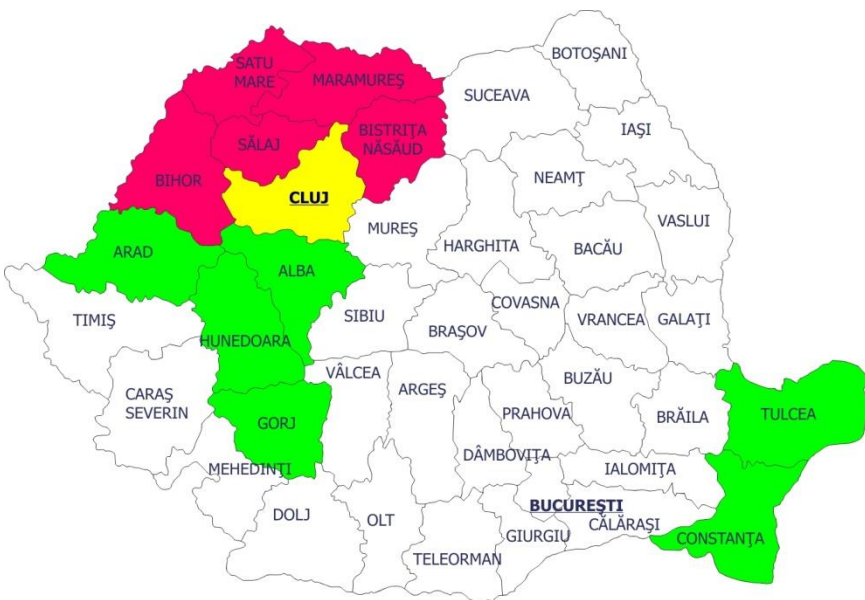 BOTOŞANI
SATU
MARE
MARAMUREŞ
SUCEAVA
IAŞI
BISTRIŢA
NĂSĂUD
SĂLAJ
BIHOR
NEAMŢ
CLUJ
MUREŞ
VASLUI
HARGHITA
BACĂU
ARAD
ALBA
COVASNA
TIMIŞ
SIBIU
VRANCEA
GALAŢI
HUNEDOARA
BRAŞOV
VÂLCEA
BUZĂU
CARAŞ
SEVERIN
ARGEŞ
PRAHOVA
BRĂILA
TULCEA
GORJ
DÂMBOVIŢA
MEHEDINŢI
IALOMIŢA
BUCUREŞTI
DOLJ
OLT
CĂLĂRAŞI
GIURGIU
CONSTANŢA
TELEORMAN